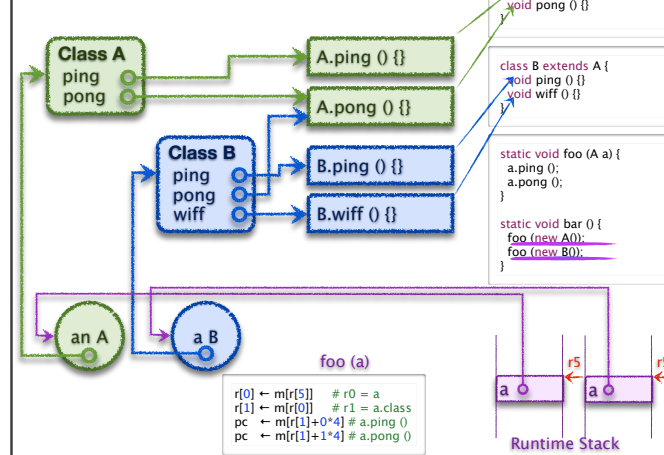 void pong () {}
Class A
ping
pong
A.ping () {}
A.pong () {}
class B extends A {
void ping () {}
void wiff () {}
}
Class B
ping
pong
wiff
B.ping () {}
B.wiff () {}
static void foo (A a) {
a.ping ();
a.pong ();
}
static void bar () {
foo (new A());
foo (new B());
}
an A
a B
foo (a)
r[0] ← m[r[5]] # r0 = a
r[1] ← m[r[0]] # r1 = a.class
pc ← m[r[1]+0*4] # a.ping ()
pc ← m[r[1]+1*4] # a.pong ()
r5
a
a
Runtime Stack